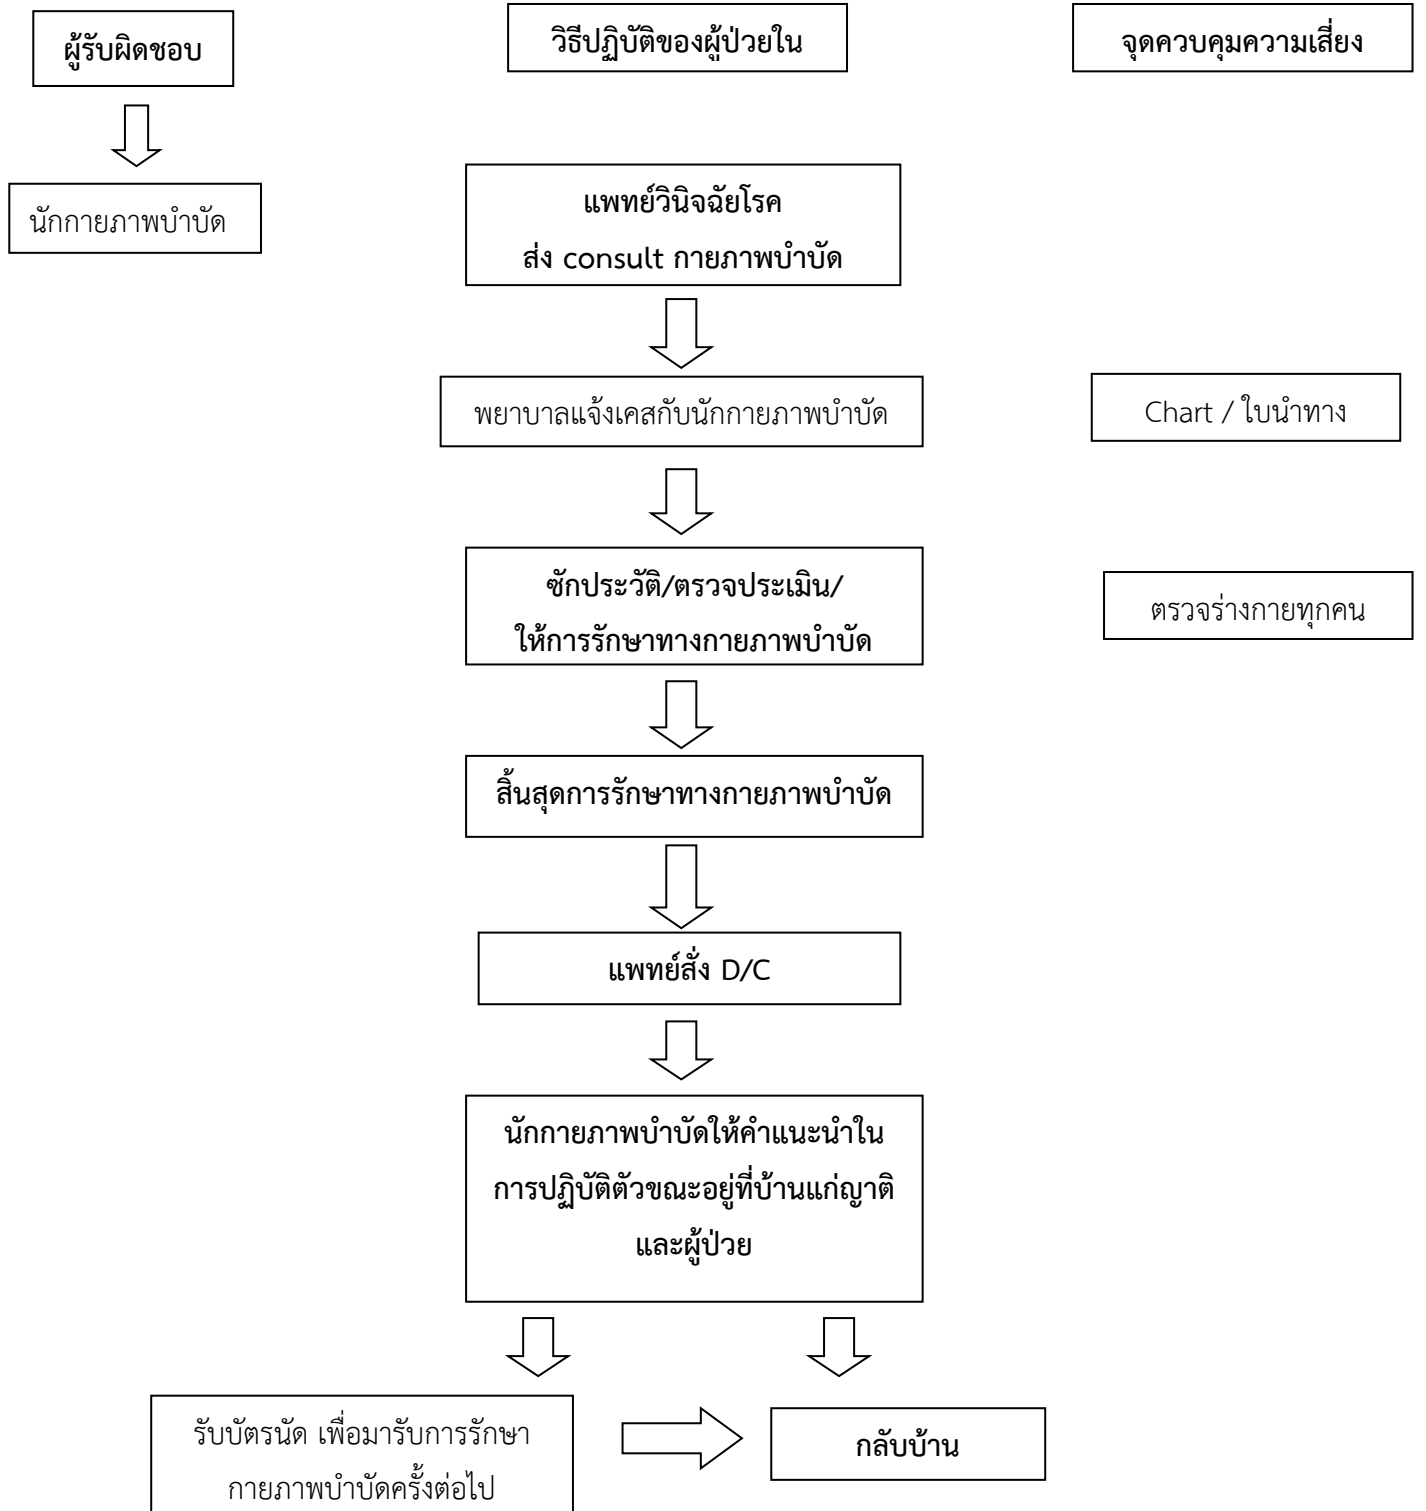 ผู้รับผิดชอบ
วิธีปฏิบัติของผู้ป่วยใน
จุดควบคุมความเสี่ยง
นักกายภาพบำบัด
แพทย์วินิจฉัยโรค
ส่ง consult กายภาพบำบัด
พยาบาลแจ้งเคสกับนักกายภาพบำบัด
Chart / ใบนำทาง
ซักประวัติ/ตรวจประเมิน/
ให้การรักษาทางกายภาพบำบัด
ตรวจร่างกายทุกคน
สิ้นสุดการรักษาทางกายภาพบำบัด
แพทย์สั่ง D/C
นักกายภาพบำบัดให้คำแนะนำใน
การปฏิบัติตัวขณะอยู่ที่บ้านแก่ญาติ
และผู้ป่วย
รับบัตรนัด เพื่อมารับการรักษา
กายภาพบำบัดครั้งต่อไป
กลับบ้าน